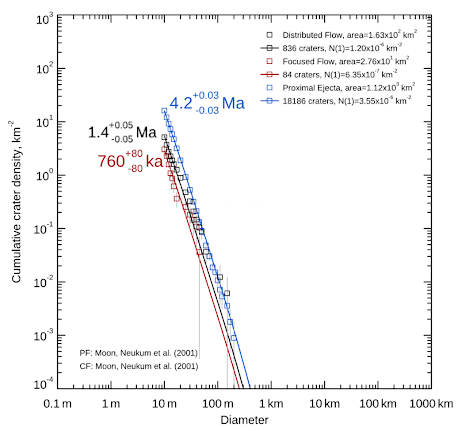 10³
10²
10¹
10⁰
10⁻¹
10⁻²
10⁻³
10⁻⁴
Cumulative crater density, km⁻²
Distributed Flow, area=1.63x10² km²
836 craters, N(1)=1.20x10⁻⁶ km⁻²
Focused Flow, area=2.76x10¹ km²
84 craters, N(1)=6.35x10⁻⁷ km⁻²
Proximal Ejecta, area=1.12x10³ km²
18186 craters, N(1)=3.55x10⁻⁶ km⁻²
4.2+0.03-0.03 Ma
1.4+0.05-0.05 Ma
760+80-80 ka
PF: Moon, Neukum et al. (2001)
CF: Moon, Neukum et al. (2001)
0.1 m 1 m 10 m 100 m 1 km 10 km 100 km 1000 km
Diameter